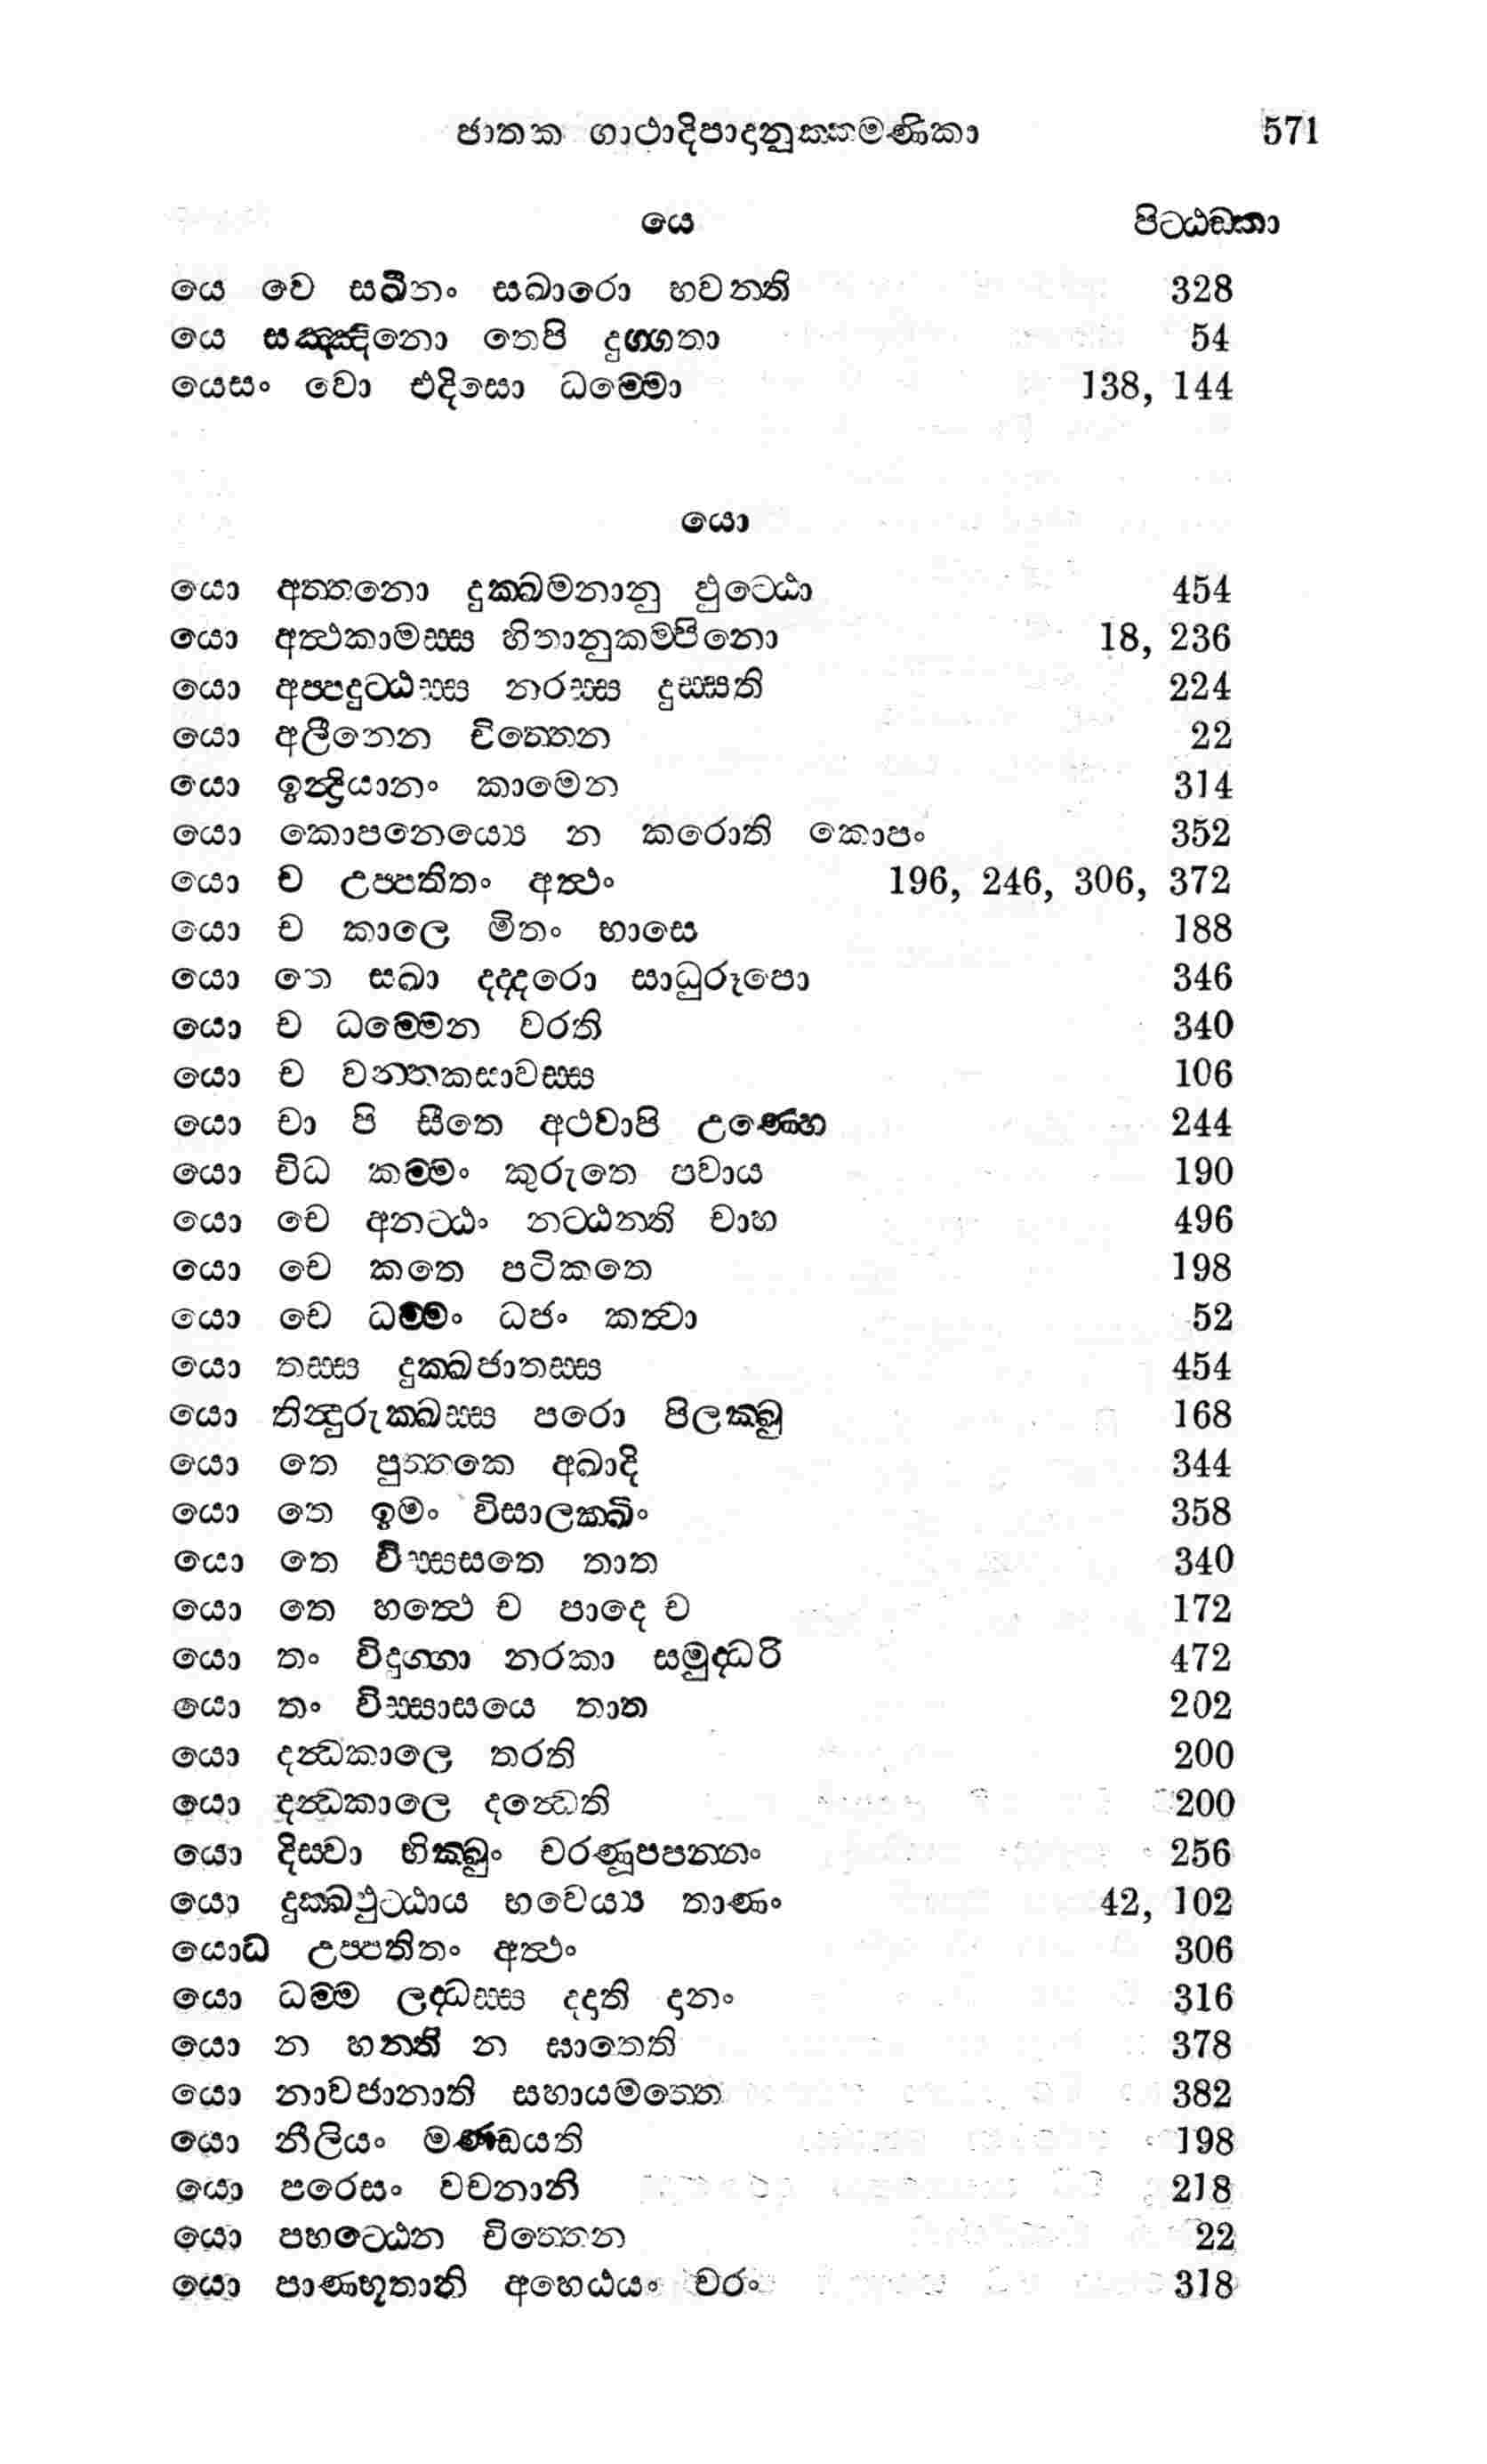 ජාතක ගාථාදිපාදානුක්කමණිකා 571
යෙ පිට්ඨඞ්කා
යෙ වෙ සඛීනං සඛාරො භවන්ති 328
යෙ සඤ්ඤිනො තෙපි දුග්ගතා 54
යෙසං වො එදිසො ධම්මො 138, 144
යො
යො අත්තනො දුක්ඛමනානු ඵුට්ඨො 454
යො අත්ථකාමස්ස හිතානුකම්පිනො 18, 236
යො අප්පදුට්ඨස්ස නරස්ස දුස්සති 224
යො අලීනෙන චිත්තෙන 22
යො ඉන්ද්‍රියානං කාමෙන 314
යො කොපනෙය්‍යෙ න කරොති කොපං 352
යො ච උප්පතිතං අත්ථං 196, 246, 306, 372
යො ච කාලෙ මිතං භාසෙ 188
යො තෙ සඛා දද්දරො සාධුරූපො 346
යො ච ධම්මෙන චරති 340
යො ච වන්තකසාවස්ස 106
යො චා පි සීතෙ අථවාපි උණ්හෙ 244
යො චිධ කම්මං කුරුතෙ පවාය 190
යො චෙ අනට්ඨං නට්ඨන්ති චාහ 496
යො චෙ කතෙ පටිකතෙ 198
යො චෙ ධම්මං ධජං කත්වා 52
යො තස්ස දුක්ඛජාතස්ස 454
යො තින්දුරුක්ඛස්ස පරො පිලක්ඛු 168
යො තෙ පුත්තකෙ අඛාදි 344
යො තෙ ඉමං විසාලක්ඛිං 358
යො තෙ විස්සසතෙ තාත 340
යො තෙ හත්ථෙ ච පාදෙ ච 172
යො තං විදුග්ගා නරකා සමුද්ධරි 472
යො තං විස්සාසයෙ තාත 202
යො දන්ධකාලෙ තරති 200
යො දන්ධකාලෙ දන්ධෙති 200
යො දිස්වා භික්ඛුං චරණූපපන්නං 256
යො දුක්ඛඵුට්ඨාය භවෙය්‍ය තාණං 42, 102
යොධ උප්පතිතං අත්ථං 306
යො ධම්ම ලද්ධස්ස දදාති දානං 316
යො න හන්ති න ඝාතෙති 378
යො නාවජානාති සහායමත්තෙ 382
යො නීලියං මණ්ඩයති 198
යො පරෙසං වචනානි 218
යො පහට්ඨෙන චිත්තෙන 22
යො පාණභූතානි අහෙඨයං චරං 318